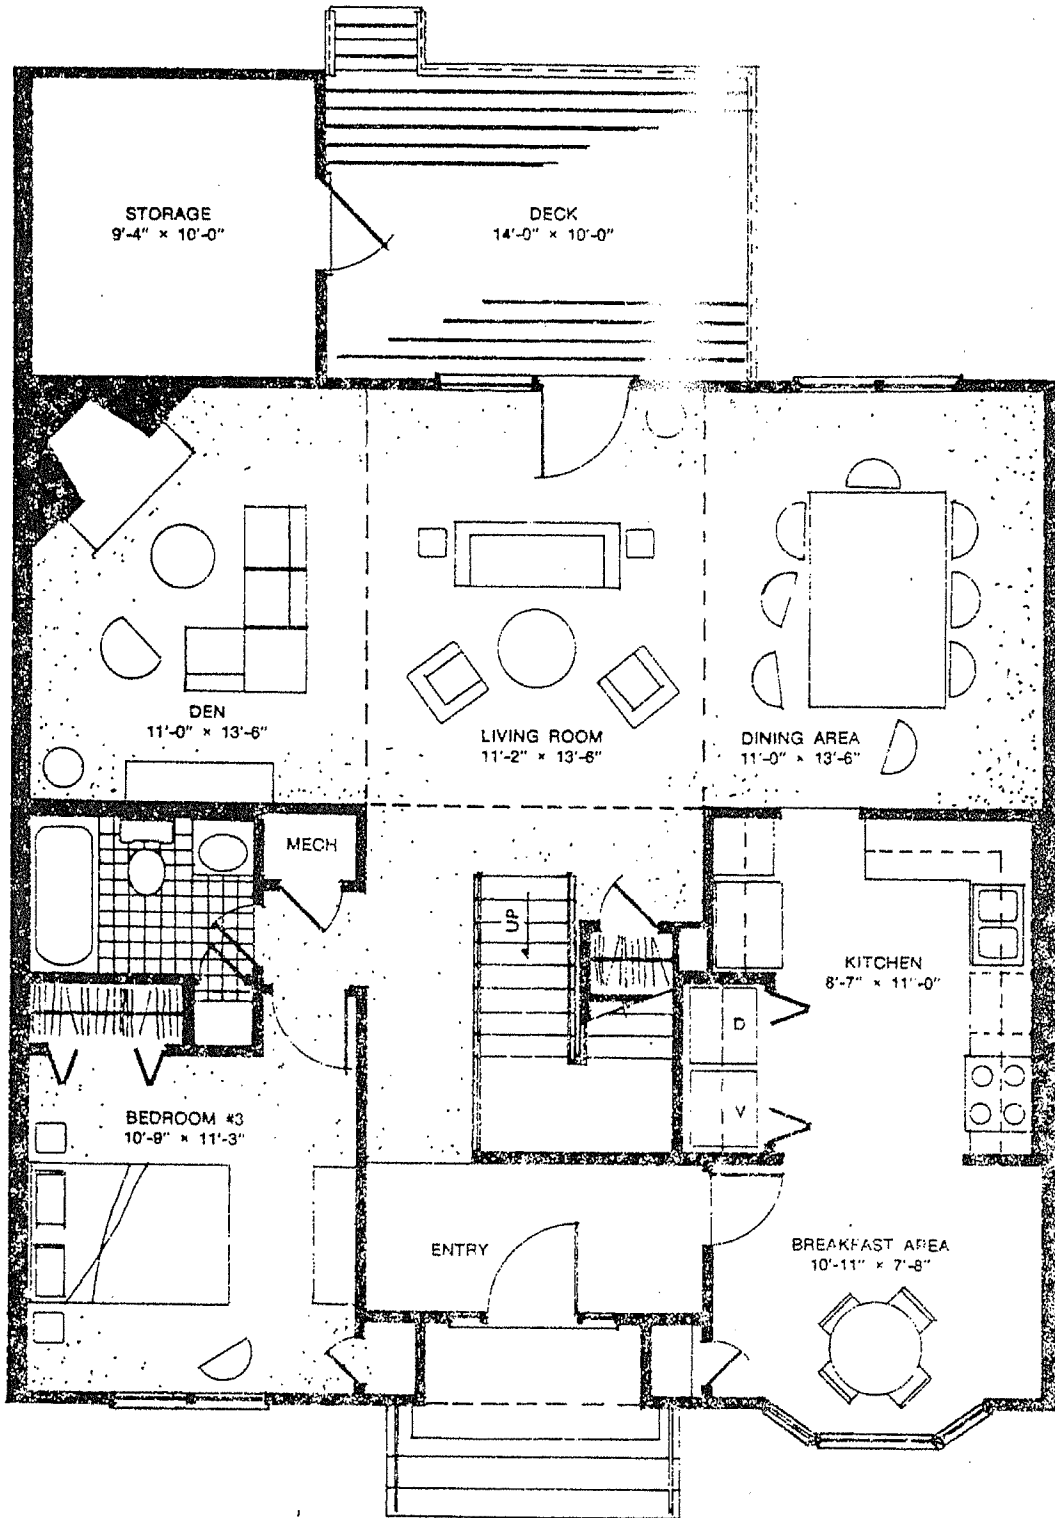 STORAGE
9'-4" × 10'-0"
DECK
14'-0" × 10'-0"
DEN
11'-0" × 13'-6"
LIVING ROOM
11'-2" × 13'-6"
DINING AREA
11'-0" × 13'-6"
MECH
UP
KITCHEN
8'-7" × 11'-0"
D
V
BEDROOM #3
10'-9" × 11'-3"
ENTRY
BREAKFAST AREA
10'-11" × 7'-8"